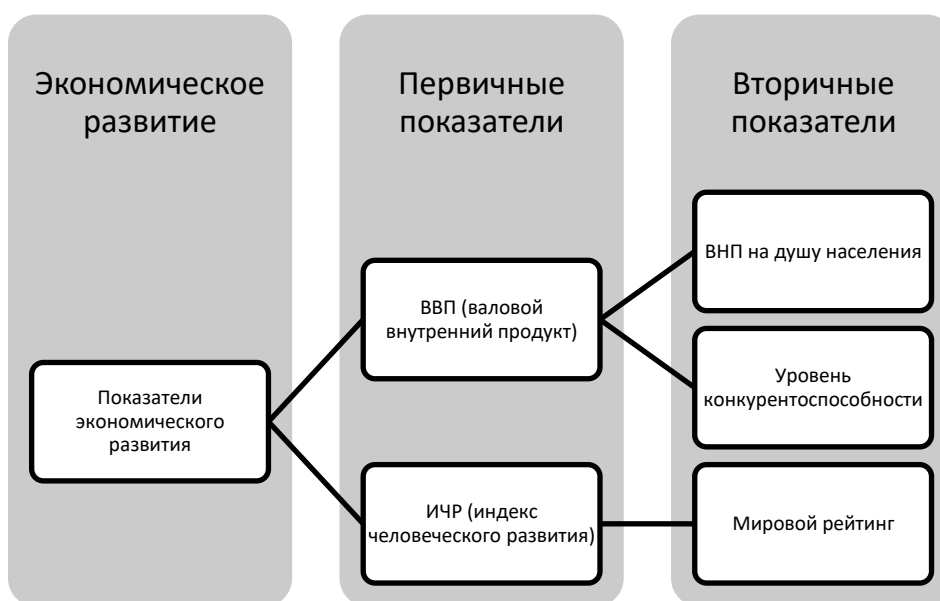 Экономическое
развитие
Первичные
показатели
Вторичные
показатели
Показатели
экономического
развития
ВВП (валовой
внутренний продукт)
ИЧР (индекс
человеческого развития)
ВНП на душу населения
Уровень
конкурентоспособности
Мировой рейтинг